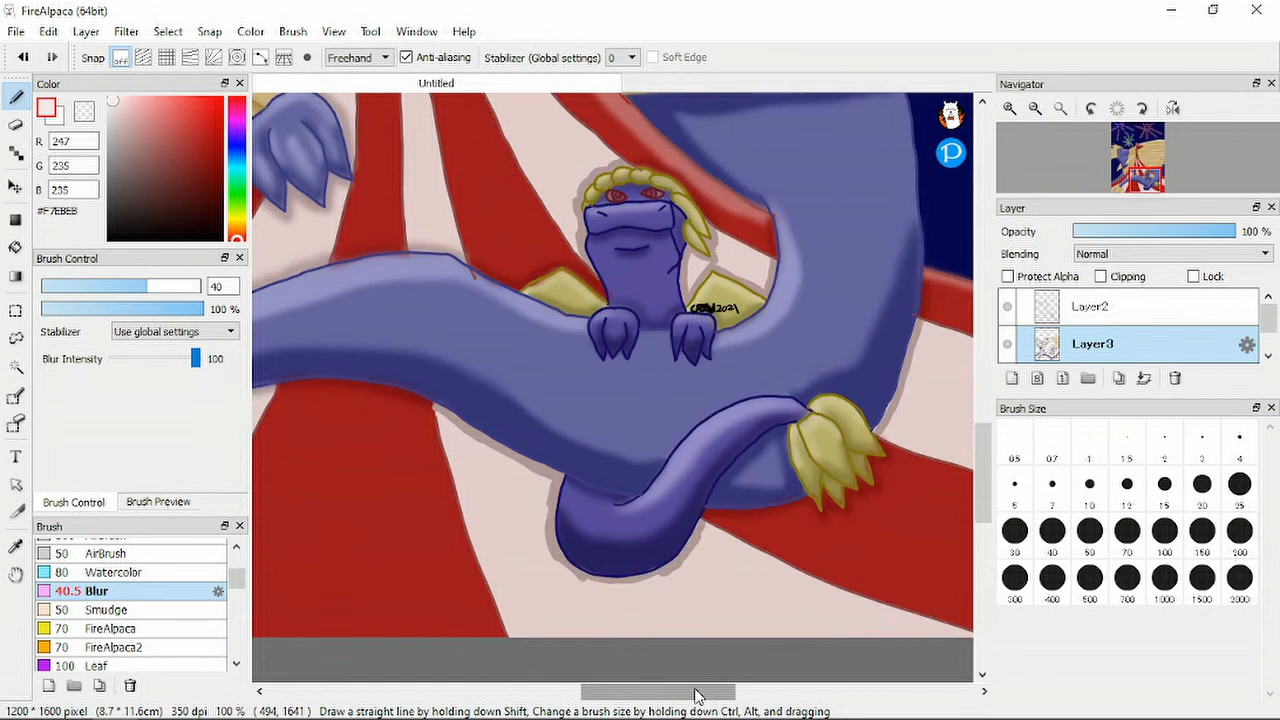 FireAlpaca (64bit)
File Edit Layer Filter Select Snap Color Brush View Tool Window Help
Snap off Freehand Anti-aliasing Stabilizer (Global settings) 0 Soft Edge
Color
Untitled
Navigator
R 247
G 235
B 235
#F7EBEB
P
Layer
Opacity 100 %
Blending Normal
Protect Alpha Clipping Lock
Layer2
Layer3
Brush Control
40
100 %
Stabilizer Use global settings
Blur Intensity 100
Brush Control Brush Preview
2021
Brush Size
0.5 0.7 1 1.5 2 3 4
5 7 10 12 15 20 25
30 40 50 70 100 150 200
300 400 500 700 1000 1500 2000
Brush
50 AirBrush
80 Watercolor
40.5 Blur
50 Smudge
70 FireAlpaca
70 FireAlpaca2
100 Leaf
T
1200 * 1600 pixel (8.7 * 11.6cm) 350 dpi 100 % ( 494, 1641 ) Draw a straight line by holding down Shift, Change a brush size by holding down Ctrl, Alt, and dragging